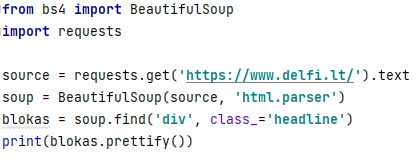 from bs4 import BeautifulSoup
import requests

source = requests.get('https://www.delfi.lt/').text
soup = BeautifulSoup(source, 'html.parser')
blokas = soup.find('div', class_='headline')
print(blokas.prettify())